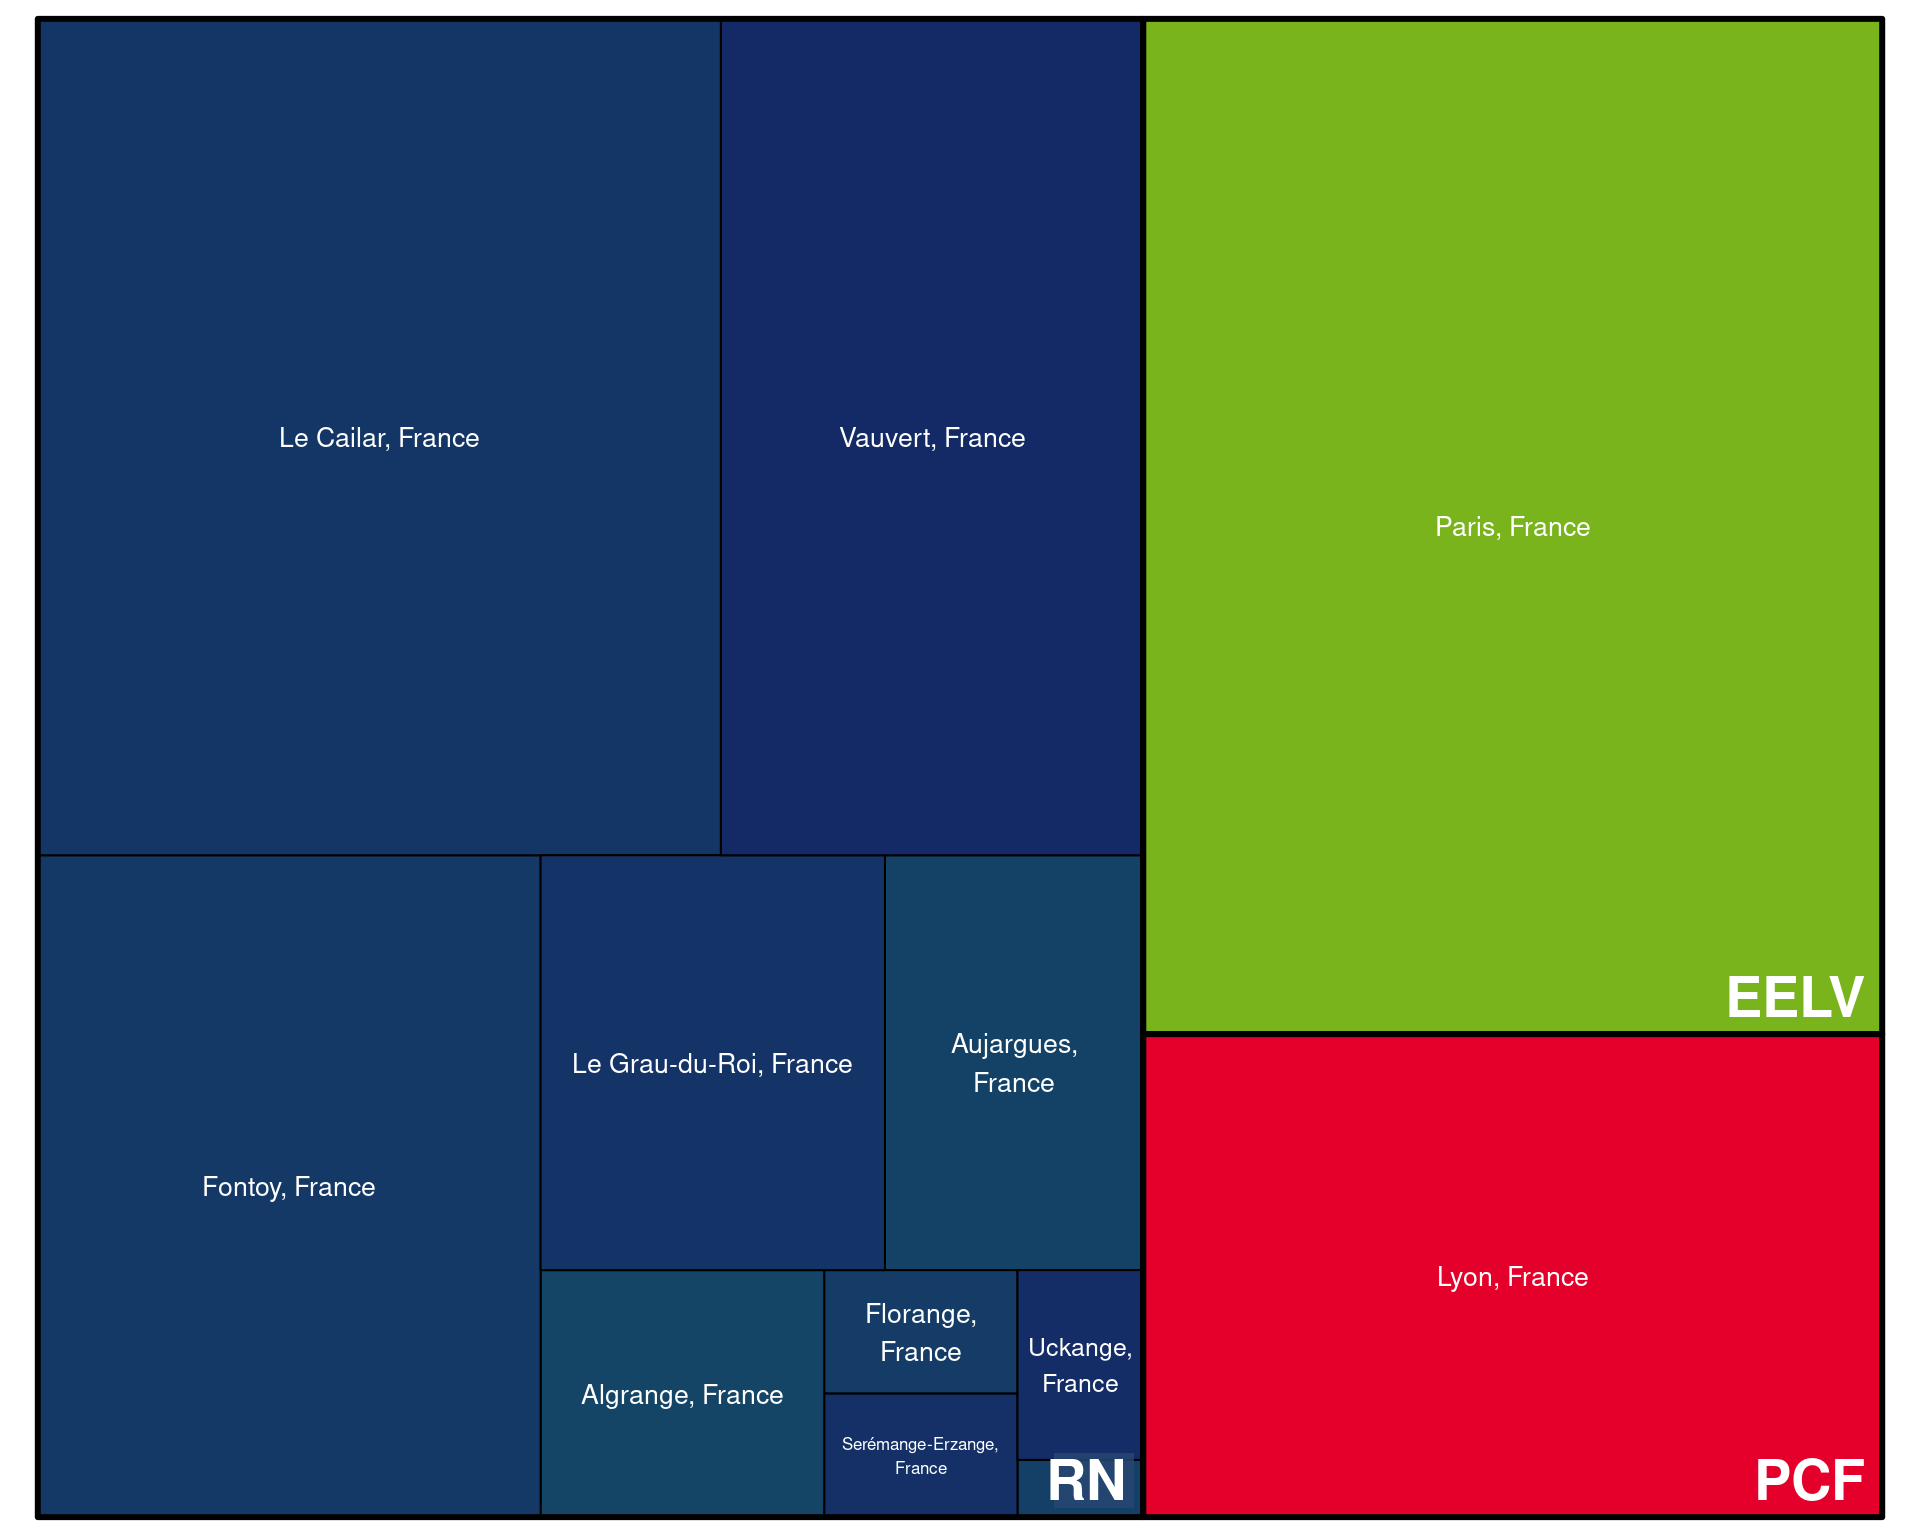 Le Cailar, France
Vauvert, France
Paris, France
EELV
Fontoy, France
Le Grau-du-Roi, France
Aujargues,
France
Algrange, France
Florange,
France
Serémange-Erzange,
France
Uckange,
France
RN
Lyon, France
PCF